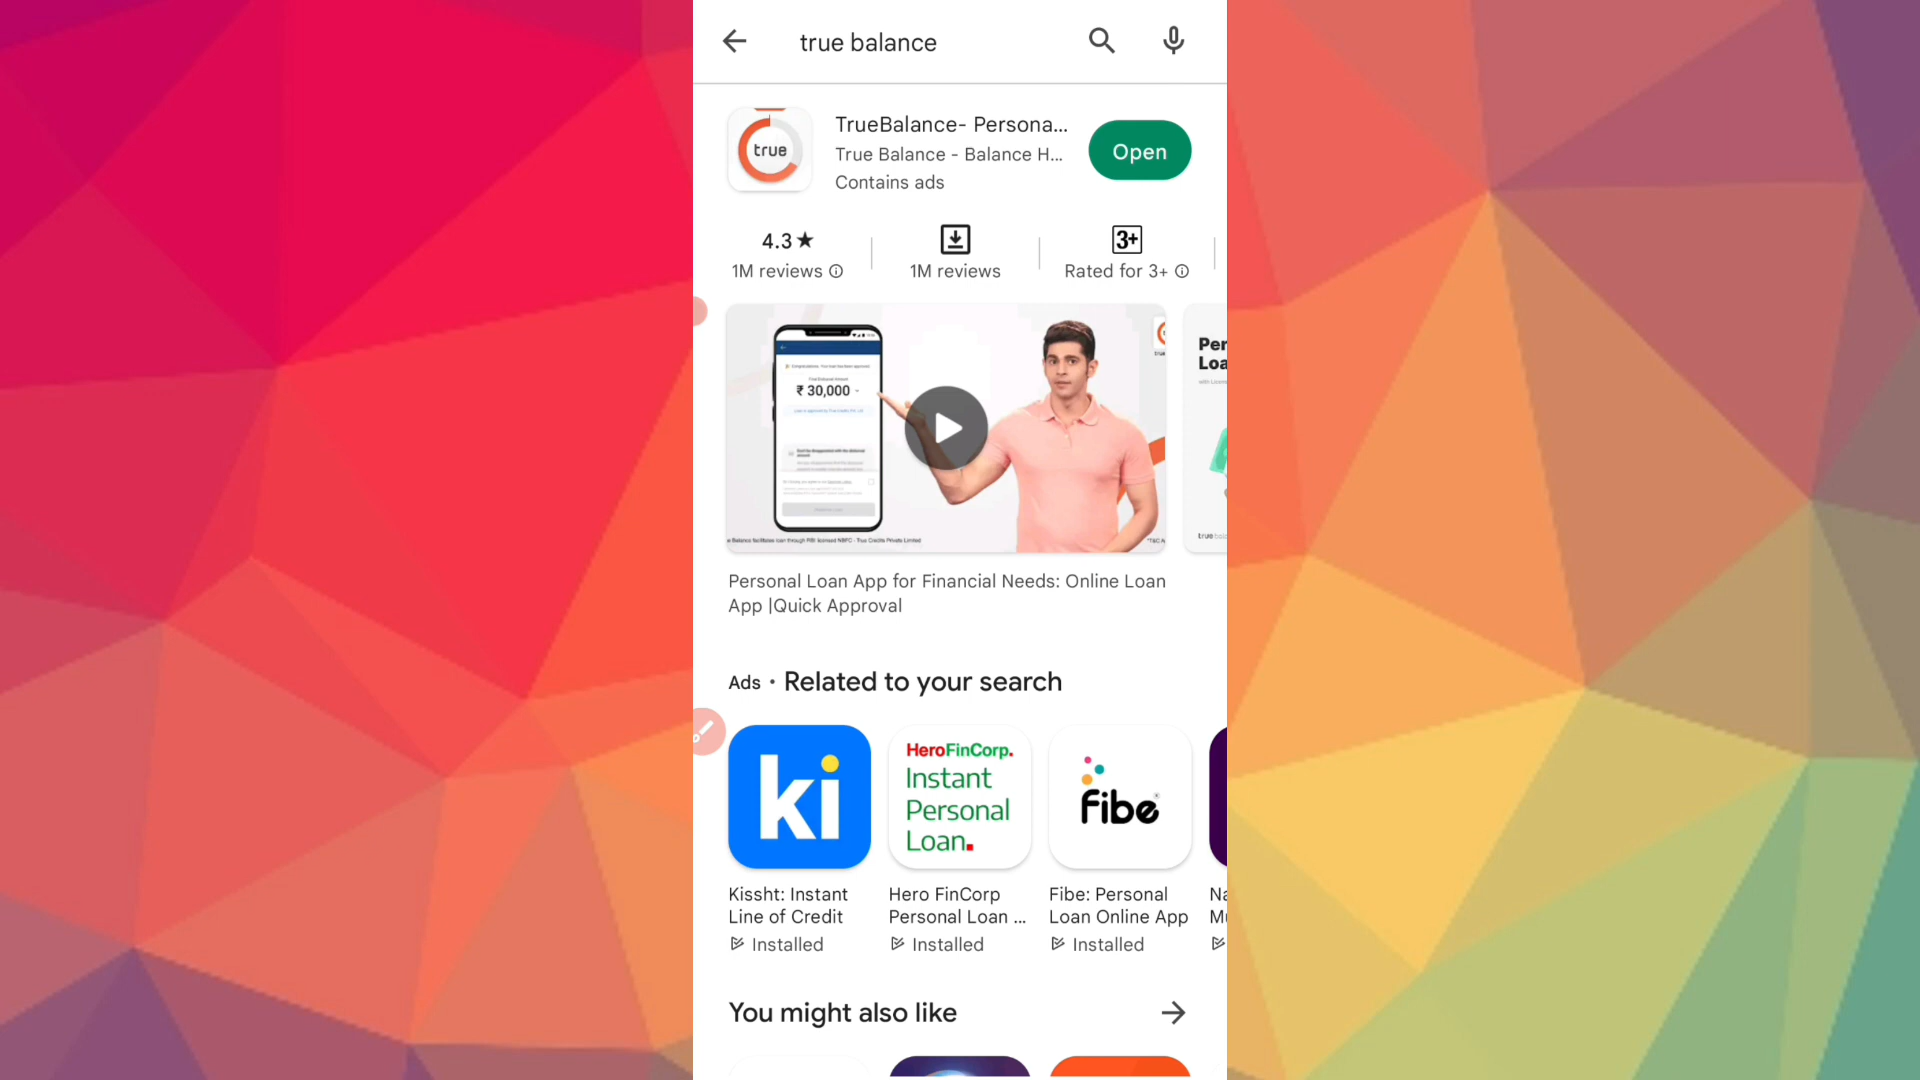 true balance
true
TrueBalance- Persona...
True Balance - Balance H...
Contains ads
Open
4.3★
1M reviews
1M reviews
3+
Rated for 3+
₹ 30,000
Per
Loa
Personal Loan App for Financial Needs: Online Loan
App |Quick Approval
Ads • Related to your search
ki
HeroFinCorp.
Instant
Personal
Loan.
fibe
Kissht: Instant
Line of Credit
Installed
Hero FinCorp
Personal Loan ...
Installed
Fibe: Personal
Loan Online App
Installed
Na
You might also like